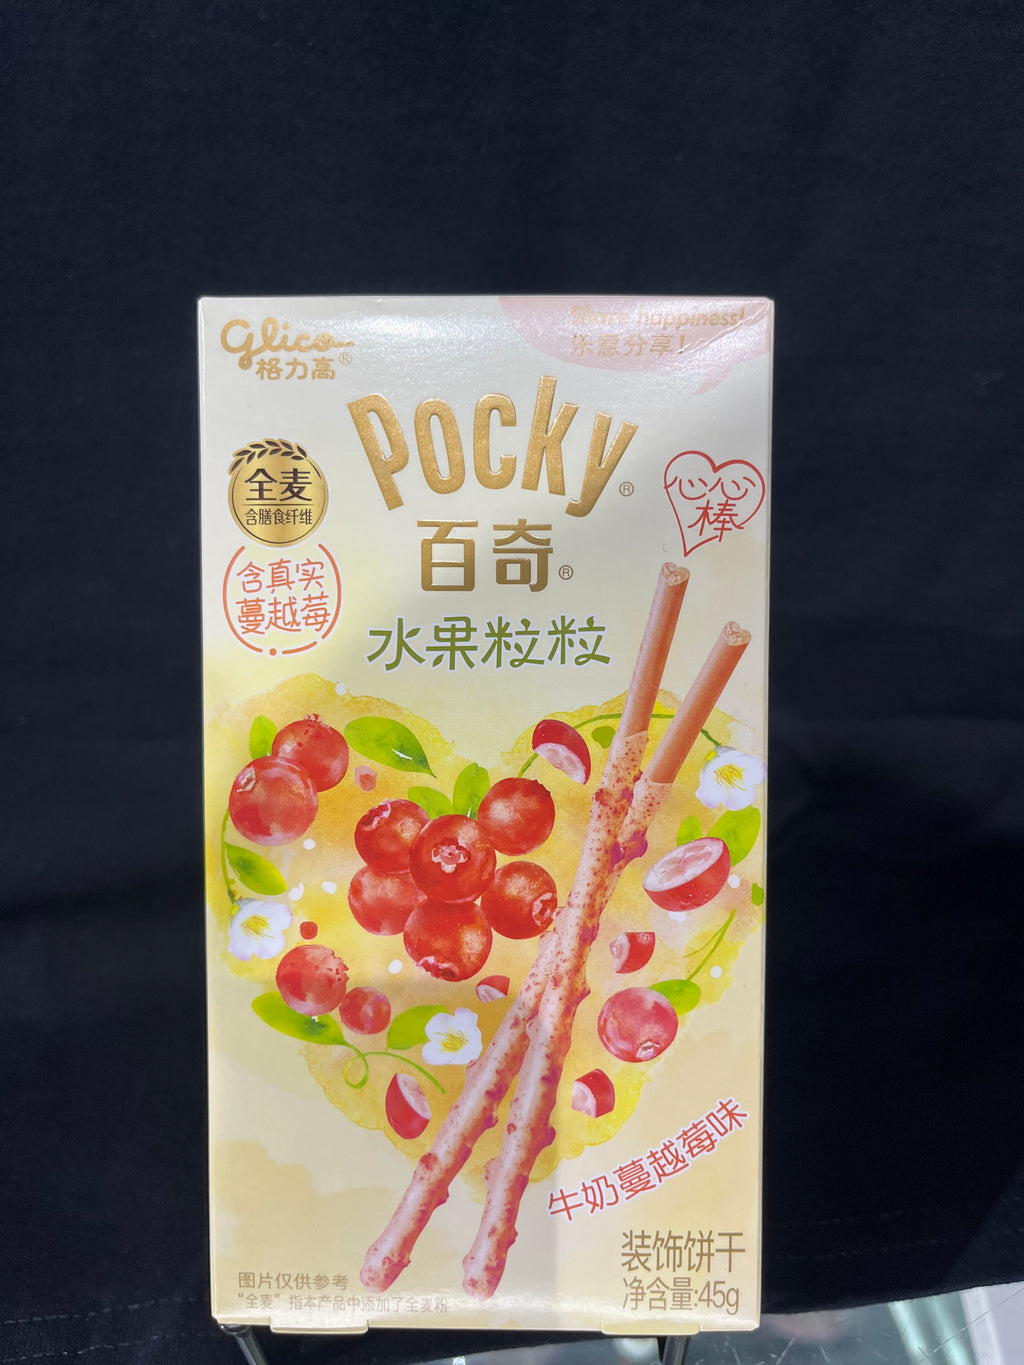 Glico
格力高®
Share happiness!
乐意分享!
Pocky®
百奇®
全麦
含膳食纤维
含真实
蔓越莓
心心
棒
水果粒粒
牛奶蔓越莓味
装饰饼干
净含量:45g
图片仅供参考
“全麦”指本产品中添加了全麦粉